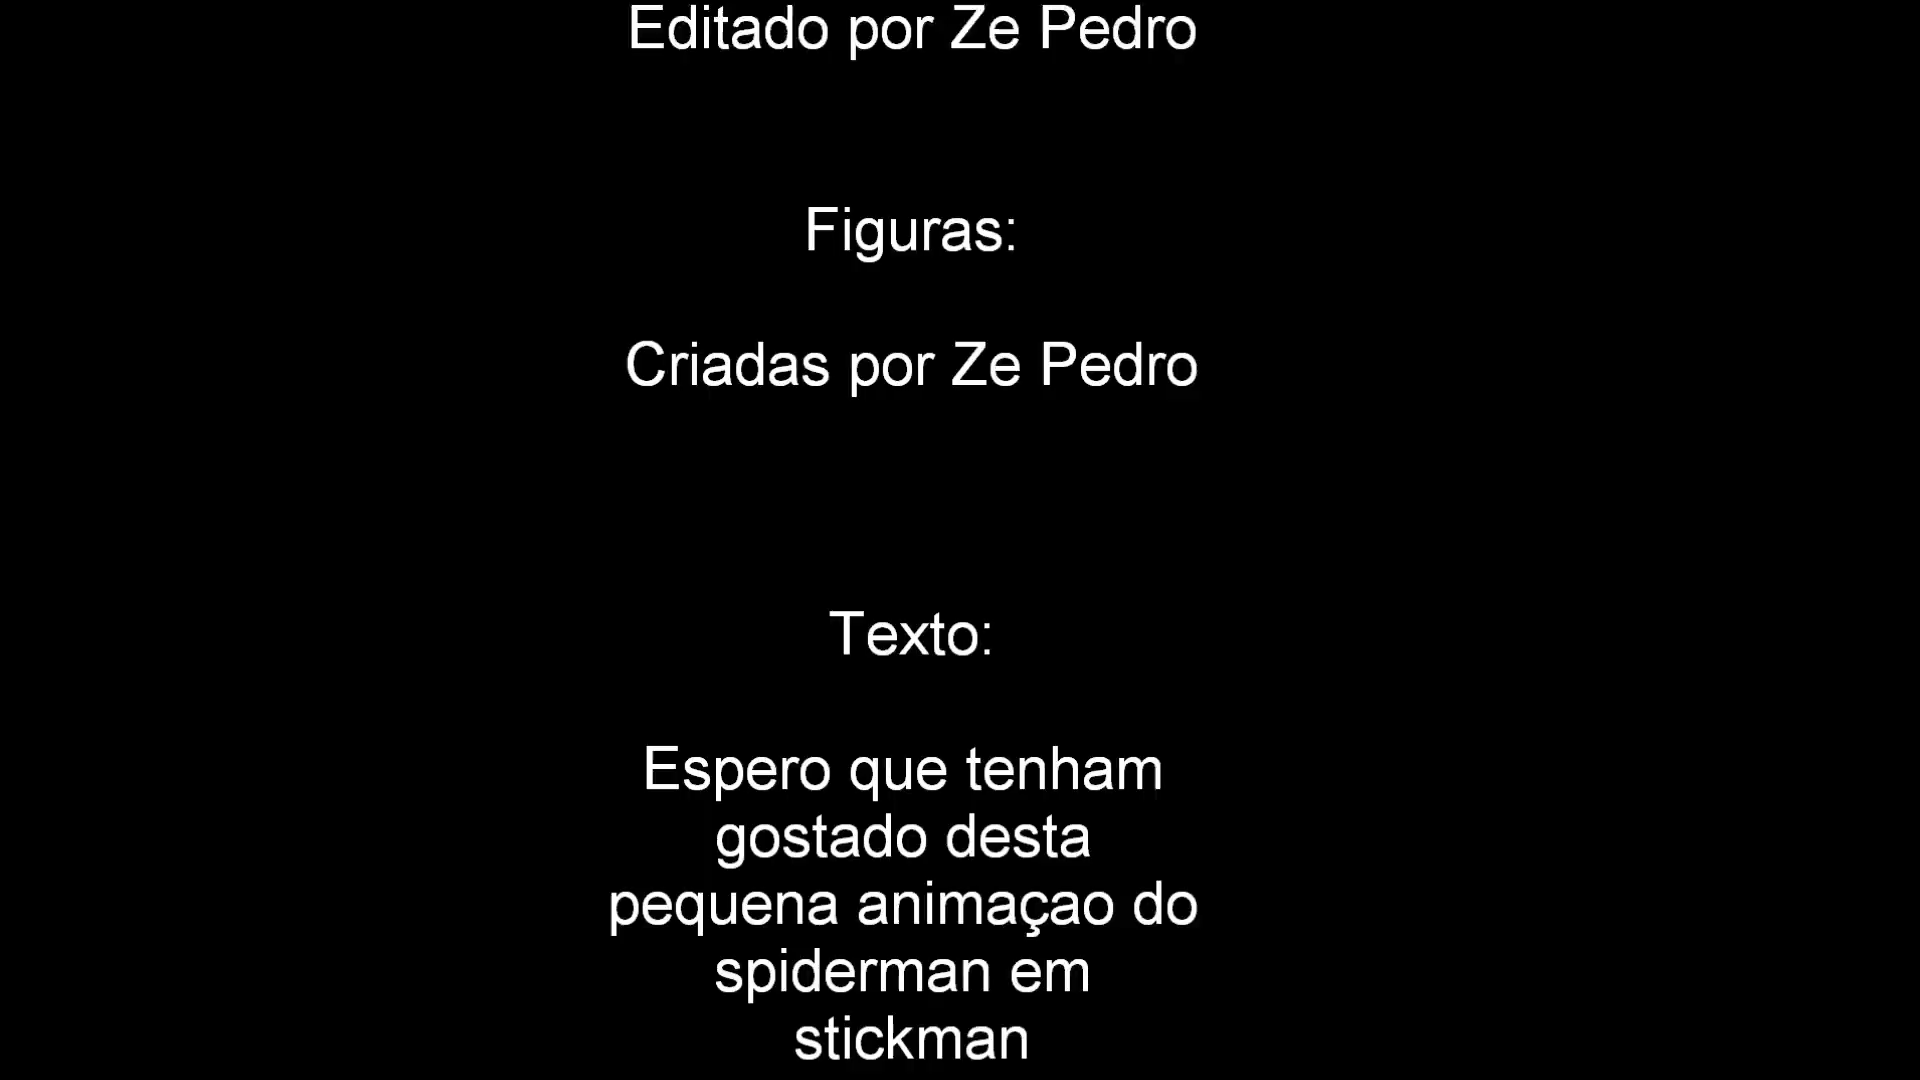 Editado por Ze Pedro
Figuras:
Criadas por Ze Pedro
Texto:
Espero que tenham
gostado desta
pequena animaçao do
spiderman em
stickman